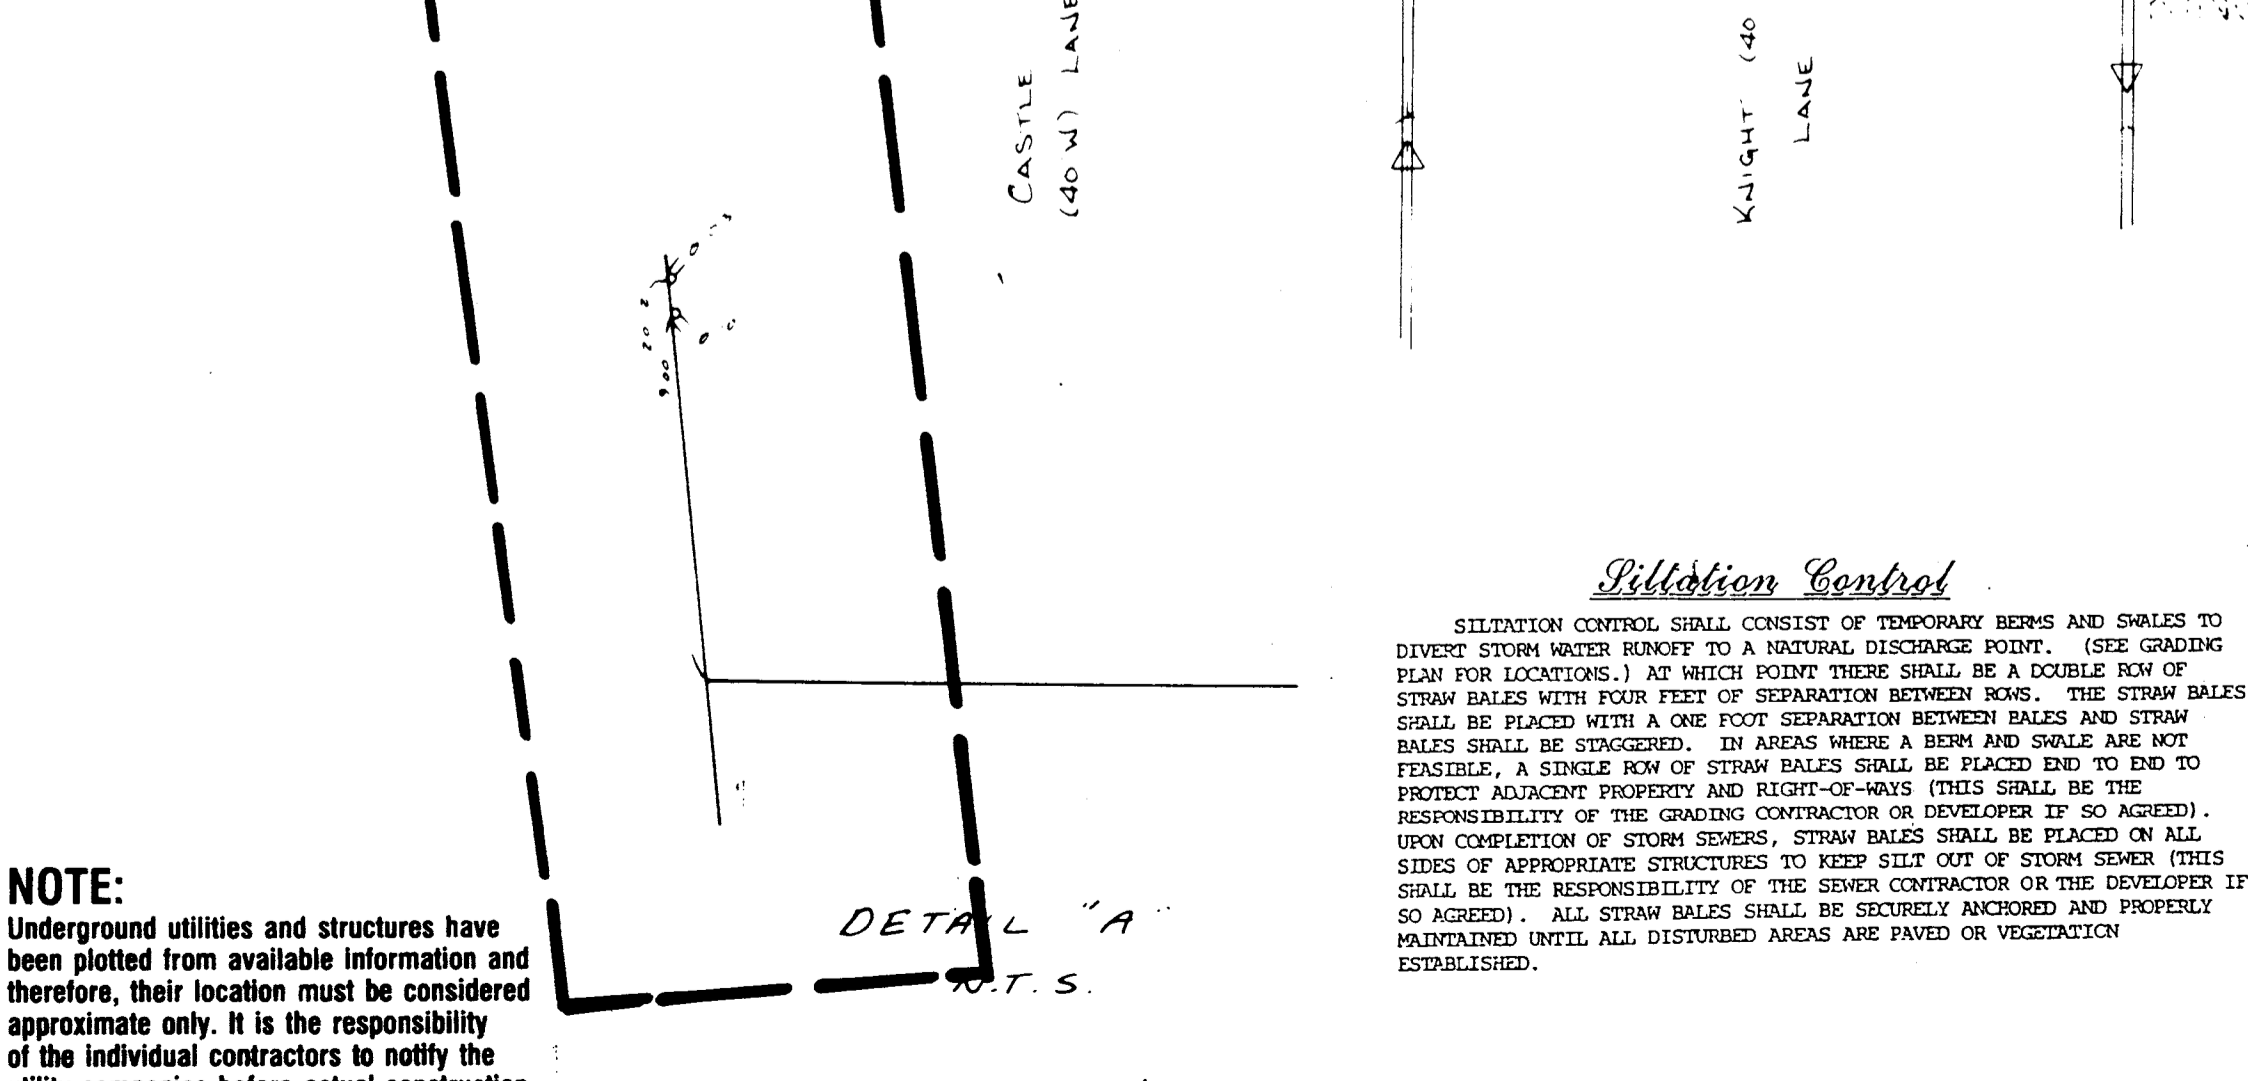 CASTLE
(40 W) LANE
KNIGHT (40
LANE
20 2
900
Siltation Control
SILTATION CONTROL SHALL CONSIST OF TEMPORARY BERMS AND SWALES TO
DIVERT STORM WATER RUNOFF TO A NATURAL DISCHARGE POINT. (SEE GRADING
PLAN FOR LOCATIONS.) AT WHICH POINT THERE SHALL BE A DOUBLE ROW OF
STRAW BALES WITH FOUR FEET OF SEPARATION BETWEEN ROWS. THE STRAW BALES
SHALL BE PLACED WITH A ONE FOOT SEPARATION BETWEEN BALES AND STRAW
BALES SHALL BE STAGGERED. IN AREAS WHERE A BERM AND SWALE ARE NOT
FEASIBLE, A SINGLE ROW OF STRAW BALES SHALL BE PLACED END TO END TO
PROTECT ADJACENT PROPERTY AND RIGHT-OF-WAYS (THIS SHALL BE THE
RESPONSIBILITY OF THE GRADING CONTRACTOR OR DEVELOPER IF SO AGREED).
UPON COMPLETION OF STORM SEWERS, STRAW BALES SHALL BE PLACED ON ALL
SIDES OF APPROPRIATE STRUCTURES TO KEEP SILT OUT OF STORM SEWER (THIS
SHALL BE THE RESPONSIBILITY OF THE SEWER CONTRACTOR OR THE DEVELOPER IF
SO AGREED). ALL STRAW BALES SHALL BE SECURELY ANCHORED AND PROPERLY
MAINTAINED UNTIL ALL DISTURBED AREAS ARE PAVED OR VEGETATION
ESTABLISHED.
DETAIL "A"
N.T.S.
NOTE:
Underground utilities and structures have
been plotted from available information and
therefore, their location must be considered
approximate only. It is the responsibility
of the individual contractors to notify the
utility companies before actual construction